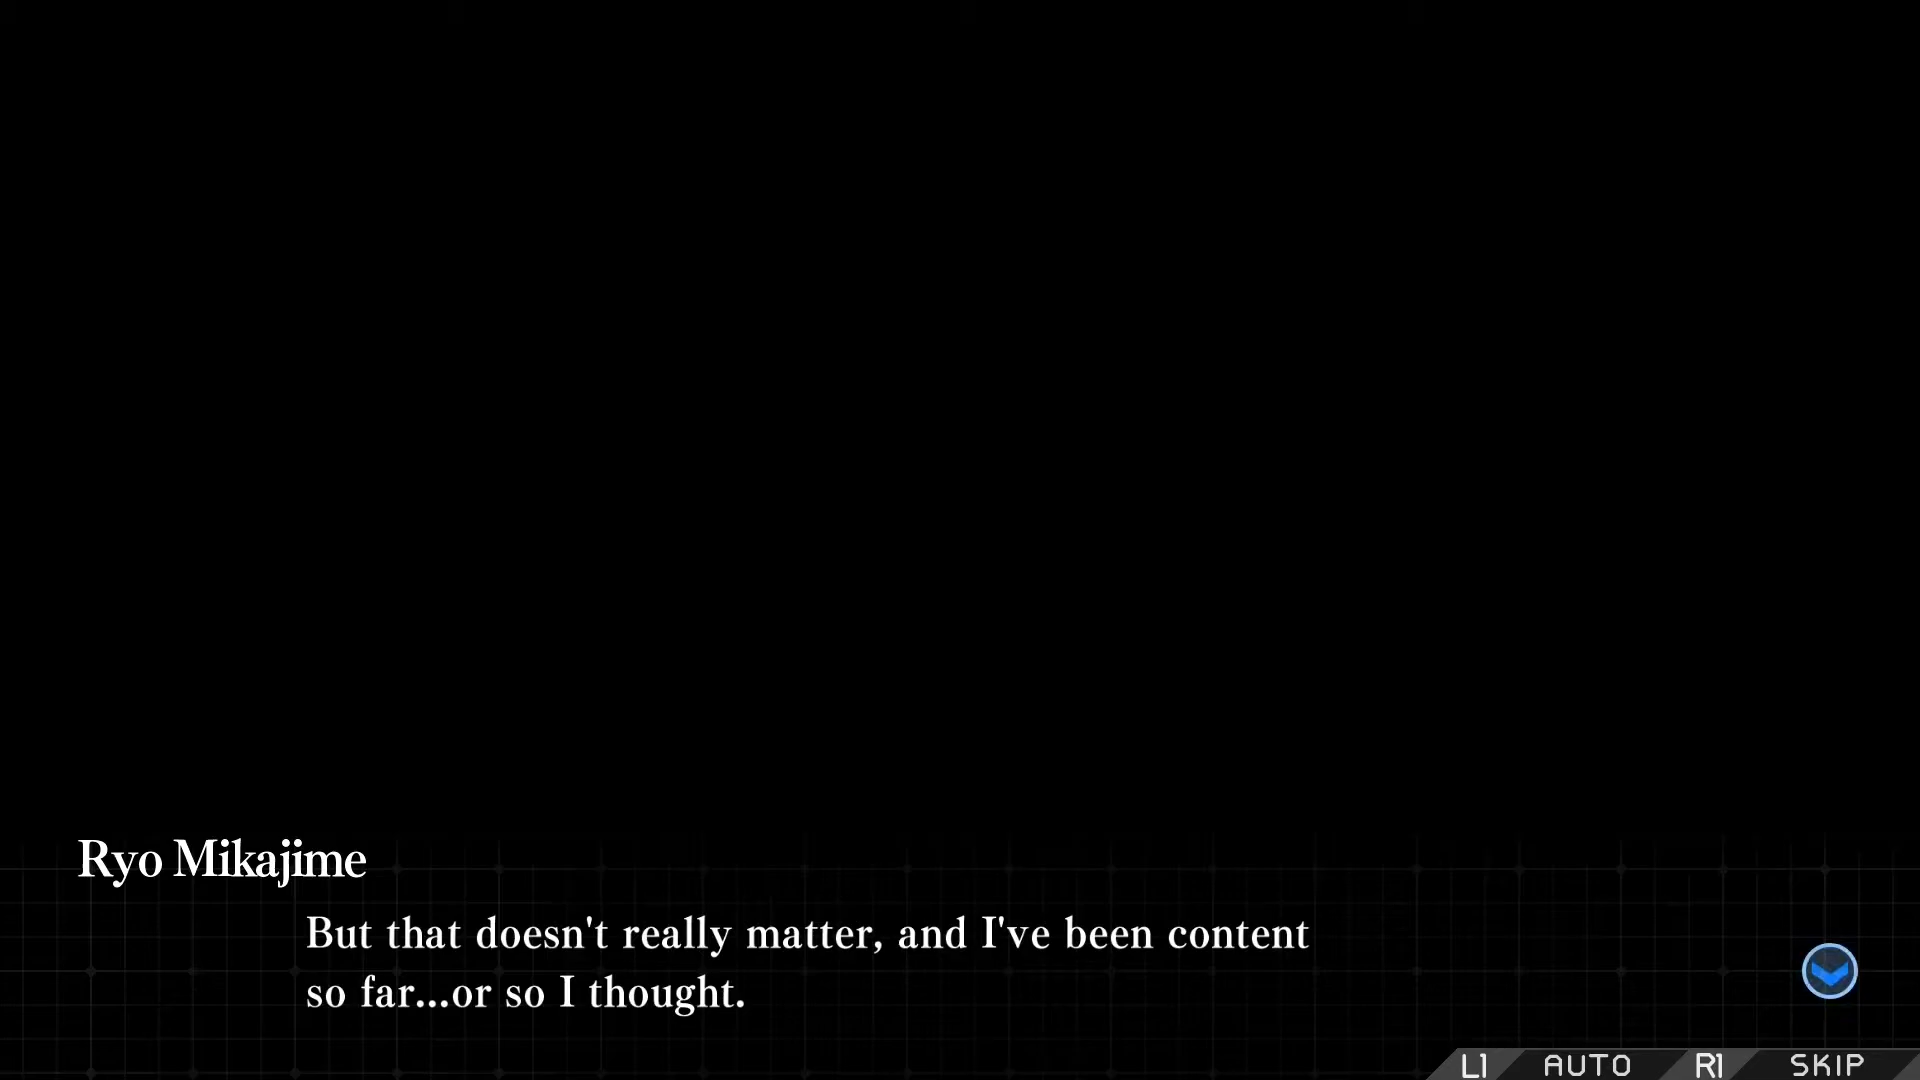 Ryo Mikajime
But that doesn't really matter, and I've been content
so far...or so I thought.
L1 AUTO R1 SKIP